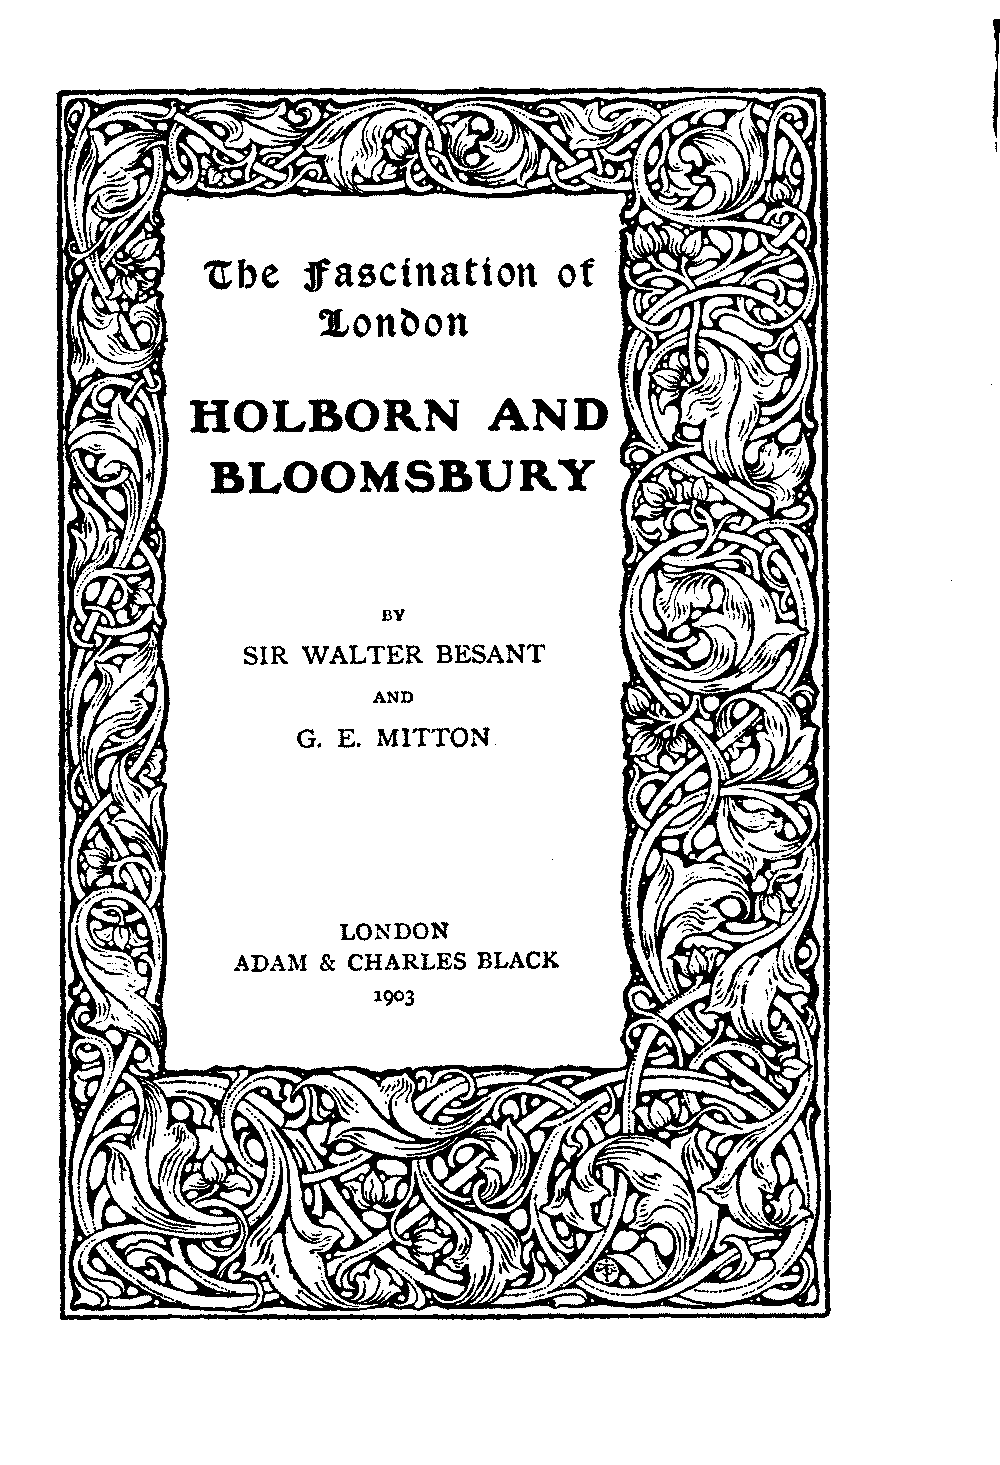 The Fascination of
London
HOLBORN AND
BLOOMSBURY
BY
SIR WALTER BESANT
AND
G. E. MITTON
LONDON
ADAM & CHARLES BLACK
1903